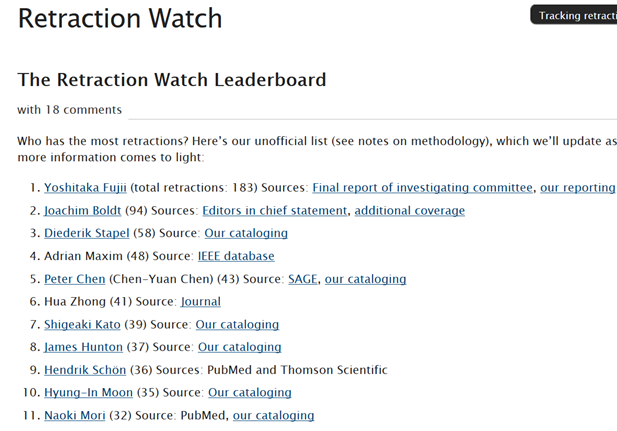 Retraction Watch
Tracking retracti
The Retraction Watch Leaderboard
with 18 comments
Who has the most retractions? Here's our unofficial list (see notes on methodology), which we'll update as
more information comes to light:
1. Yoshitaka Fujii (total retractions: 183) Sources: Final report of investigating committee, our reporting
2. Joachim Boldt (94) Sources: Editors in chief statement, additional coverage
3. Diederik Stapel (58) Source: Our cataloging
4. Adrian Maxim (48) Source: IEEE database
5. Peter Chen (Chen-Yuan Chen) (43) Source: SAGE, our cataloging
6. Hua Zhong (41) Source: Journal
7. Shigeaki Kato (39) Source: Our cataloging
8. James Hunton (37) Source: Our cataloging
9. Hendrik Schön (36) Sources: PubMed and Thomson Scientific
10. Hyung-In Moon (35) Source: Our cataloging
11. Naoki Mori (32) Source: PubMed, our cataloging